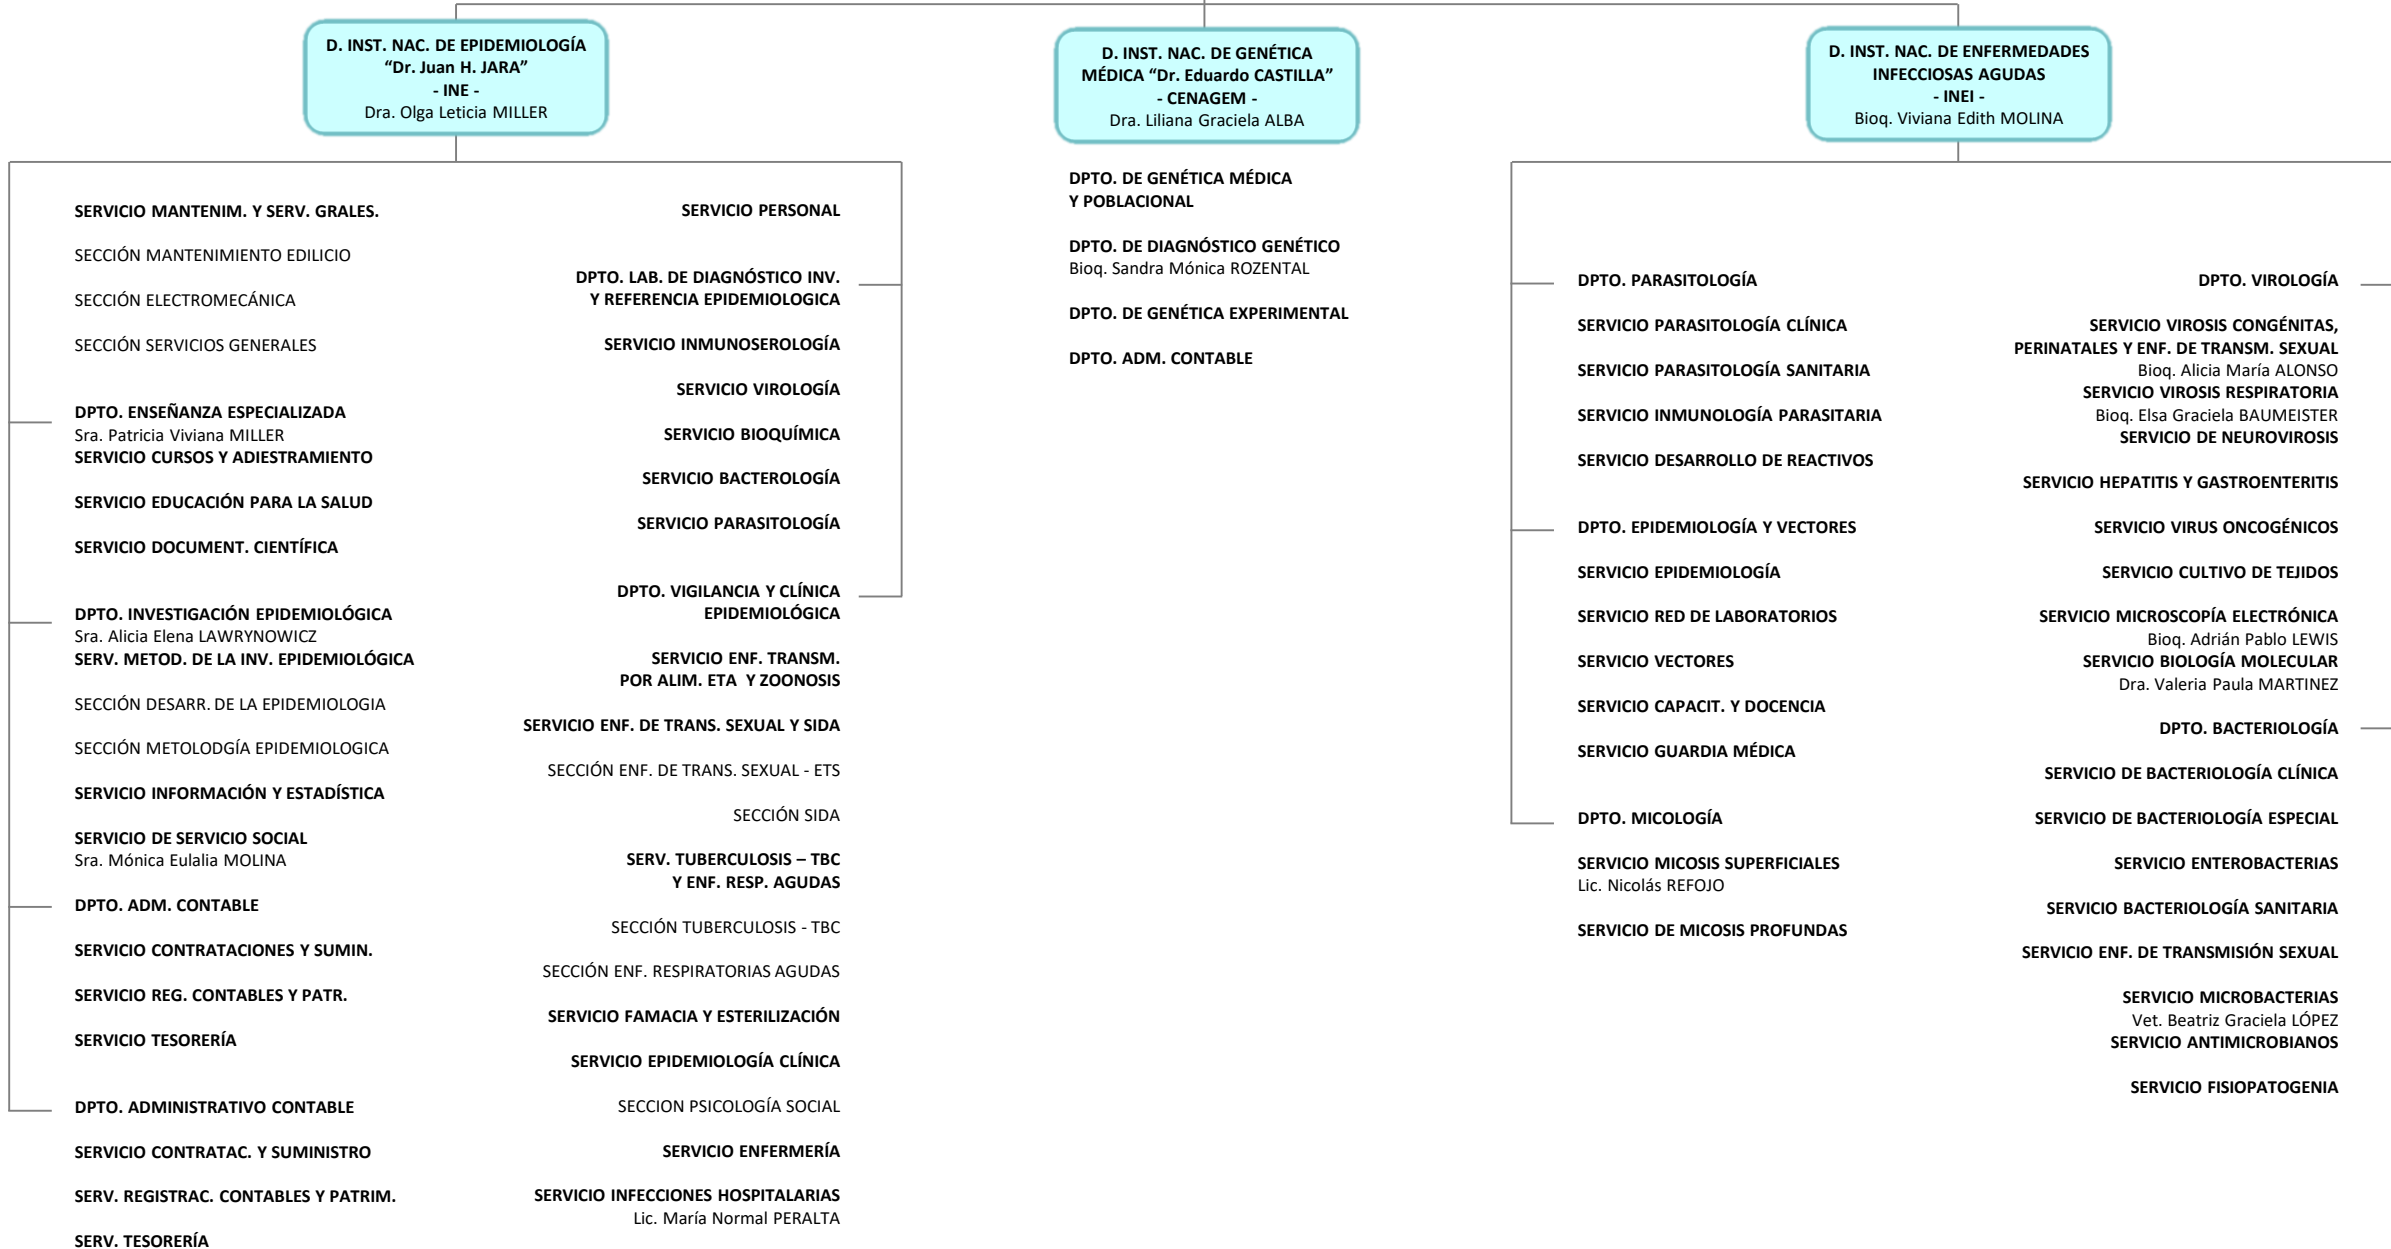 D. INST. NAC. DE EPIDEMIOLOGÍA
“Dr. Juan H. JARA”
- INE -
Dra. Olga Leticia MILLER
SERVICIO MANTENIM. Y SERV. GRALES.
SECCIÓN MANTENIMIENTO EDILICIO
SECCIÓN ELECTROMECÁNICA
SECCIÓN SERVICIOS GENERALES
DPTO. ENSEÑANZA ESPECIALIZADA
Sra. Patricia Viviana MILLER
SERVICIO CURSOS Y ADIESTRAMIENTO
SERVICIO EDUCACIÓN PARA LA SALUD
SERVICIO DOCUMENT. CIENTÍFICA
DPTO. INVESTIGACIÓN EPIDEMIOLÓGICA
Sra. Alicia Elena LAWRYNOWICZ
SERV. METOD. DE LA INV. EPIDEMIOLÓGICA
SECCIÓN DESARR. DE LA EPIDEMIOLOGIA
SECCIÓN METOLODGÍA EPIDEMIOLOGICA
SERVICIO INFORMACIÓN Y ESTADÍSTICA
SERVICIO DE SERVICIO SOCIAL
Sra. Mónica Eulalia MOLINA
DPTO. ADM. CONTABLE
SERVICIO CONTRATACIONES Y SUMIN.
SERVICIO REG. CONTABLES Y PATR.
SERVICIO TESORERÍA
DPTO. ADMINISTRATIVO CONTABLE
SERVICIO CONTRATAC. Y SUMINISTRO
SERV. REGISTRAC. CONTABLES Y PATRIM.
SERV. TESORERÍA
SERVICIO PERSONAL
DPTO. LAB. DE DIAGNÓSTICO INV.
Y REFERENCIA EPIDEMIOLOGICA
SERVICIO INMUNOSEROLOGÍA
SERVICIO VIROLOGÍA
SERVICIO BIOQUÍMICA
SERVICIO BACTEROLOGÍA
SERVICIO PARASITOLOGÍA
DPTO. VIGILANCIA Y CLÍNICA
EPIDEMIOLÓGICA
SERVICIO ENF. TRANSM.
POR ALIM. ETA Y ZOONOSIS
SERVICIO ENF. DE TRANS. SEXUAL Y SIDA
SECCIÓN ENF. DE TRANS. SEXUAL - ETS
SECCIÓN SIDA
SERV. TUBERCULOSIS – TBC
Y ENF. RESP. AGUDAS
SECCIÓN TUBERCULOSIS - TBC
SECCIÓN ENF. RESPIRATORIAS AGUDAS
SERVICIO FAMACIA Y ESTERILIZACIÓN
SERVICIO EPIDEMIOLOGÍA CLÍNICA
SECCION PSICOLOGÍA SOCIAL
SERVICIO ENFERMERÍA
SERVICIO INFECCIONES HOSPITALARIAS
Lic. María Normal PERALTA
D. INST. NAC. DE GENÉTICA
MÉDICA “Dr. Eduardo CASTILLA”
- CENAGEM -
Dra. Liliana Graciela ALBA
DPTO. DE GENÉTICA MÉDICA
Y POBLACIONAL
DPTO. DE DIAGNÓSTICO GENÉTICO
Bioq. Sandra Mónica ROZENTAL
DPTO. DE GENÉTICA EXPERIMENTAL
DPTO. ADM. CONTABLE
D. INST. NAC. DE ENFERMEDADES
INFECCIOSAS AGUDAS
- INEI -
Bioq. Viviana Edith MOLINA
DPTO. PARASITOLOGÍA
SERVICIO PARASITOLOGÍA CLÍNICA
SERVICIO PARASITOLOGÍA SANITARIA
SERVICIO INMUNOLOGÍA PARASITARIA
SERVICIO DESARROLLO DE REACTIVOS
DPTO. EPIDEMIOLOGÍA Y VECTORES
SERVICIO EPIDEMIOLOGÍA
SERVICIO RED DE LABORATORIOS
SERVICIO VECTORES
SERVICIO CAPACIT. Y DOCENCIA
SERVICIO GUARDIA MÉDICA
DPTO. MICOLOGÍA
SERVICIO MICOSIS SUPERFICIALES
Lic. Nicolás REFOJO
SERVICIO DE MICOSIS PROFUNDAS
DPTO. VIROLOGÍA
SERVICIO VIROSIS CONGÉNITAS,
PERINATALES Y ENF. DE TRANSM. SEXUAL
Bioq. Alicia María ALONSO
SERVICIO VIROSIS RESPIRATORIA
Bioq. Elsa Graciela BAUMEISTER
SERVICIO DE NEUROVIROSIS
SERVICIO HEPATITIS Y GASTROENTERITIS
SERVICIO VIRUS ONCOGÉNICOS
SERVICIO CULTIVO DE TEJIDOS
SERVICIO MICROSCOPÍA ELECTRÓNICA
Bioq. Adrián Pablo LEWIS
SERVICIO BIOLOGÍA MOLECULAR
Dra. Valeria Paula MARTINEZ
DPTO. BACTERIOLOGÍA
SERVICIO DE BACTERIOLOGÍA CLÍNICA
SERVICIO DE BACTERIOLOGÍA ESPECIAL
SERVICIO ENTEROBACTERIAS
SERVICIO BACTERIOLOGÍA SANITARIA
SERVICIO ENF. DE TRANSMISIÓN SEXUAL
SERVICIO MICROBACTERIAS
Vet. Beatriz Graciela LÓPEZ
SERVICIO ANTIMICROBIANOS
SERVICIO FISIOPATOGENIA